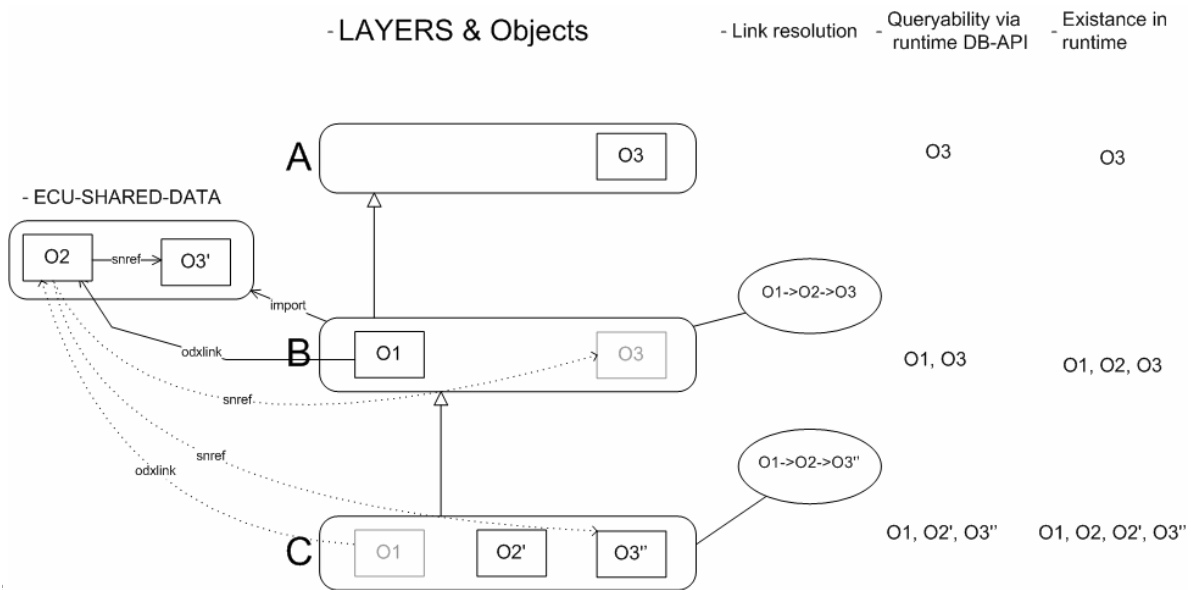 - LAYERS & Objects
- Link resolution
- Queryability via
runtime DB-API
- Existance in
runtime
A
O3
O3
O3
- ECU-SHARED-DATA
O2
snref
O3'
import
O1->O2->O3
odxlink
B
O1
O3
O1, O3
O1, O2, O3
snref
snref
odxlink
O1->O2->O3''
C
O1
O2'
O3''
O1, O2', O3''
O1, O2, O2', O3''